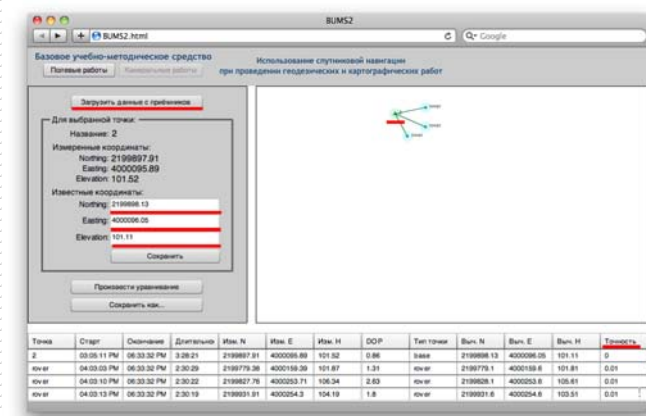 BUMS2
BUMS2.html
Google
Базовое учебно-методическое средство
Использование спутниковой навигации
при проведении геодезических и картографических работ
Полевые работы
Камеральные работы
Загрузить данные с приёмников
Для выбранной точки:
Название: 2
Измеренные координаты:
Northing: 2199897.91
Easting: 4000095.89
Elevation: 101.52
Известные координаты:
Northing: 2199898.13
Easting: 4000096.05
Elevation: 101.11
Сохранить
Произвести уравнивание
Сохранить как...
Точка Старт Окончание Длительно Изм. N Изм. E Изм. H DOP Тип точки Выч. N Выч. E Выч. H Точность
2 03:05:11 PM 06:33:32 PM 3:28:21 2199897.91 4000095.89 101.52 0.86 base 2199898.13 4000096.05 101.11 0
rover 04:03:03 PM 06:33:32 PM 2:30:29 2199779.38 4000159.39 101.87 1.31 rover 2199779.1 4000159.6 101.81 0.01
rover 04:03:10 PM 06:33:32 PM 2:30:22 2199827.76 4000253.71 106.34 2.63 rover 2199828.1 4000253.8 105.61 0.01
rover 04:03:13 PM 06:33:32 PM 2:30:19 2199931.91 4000254.3 104.19 1.8 rover 2199931.6 4000254.6 103.51 0.01